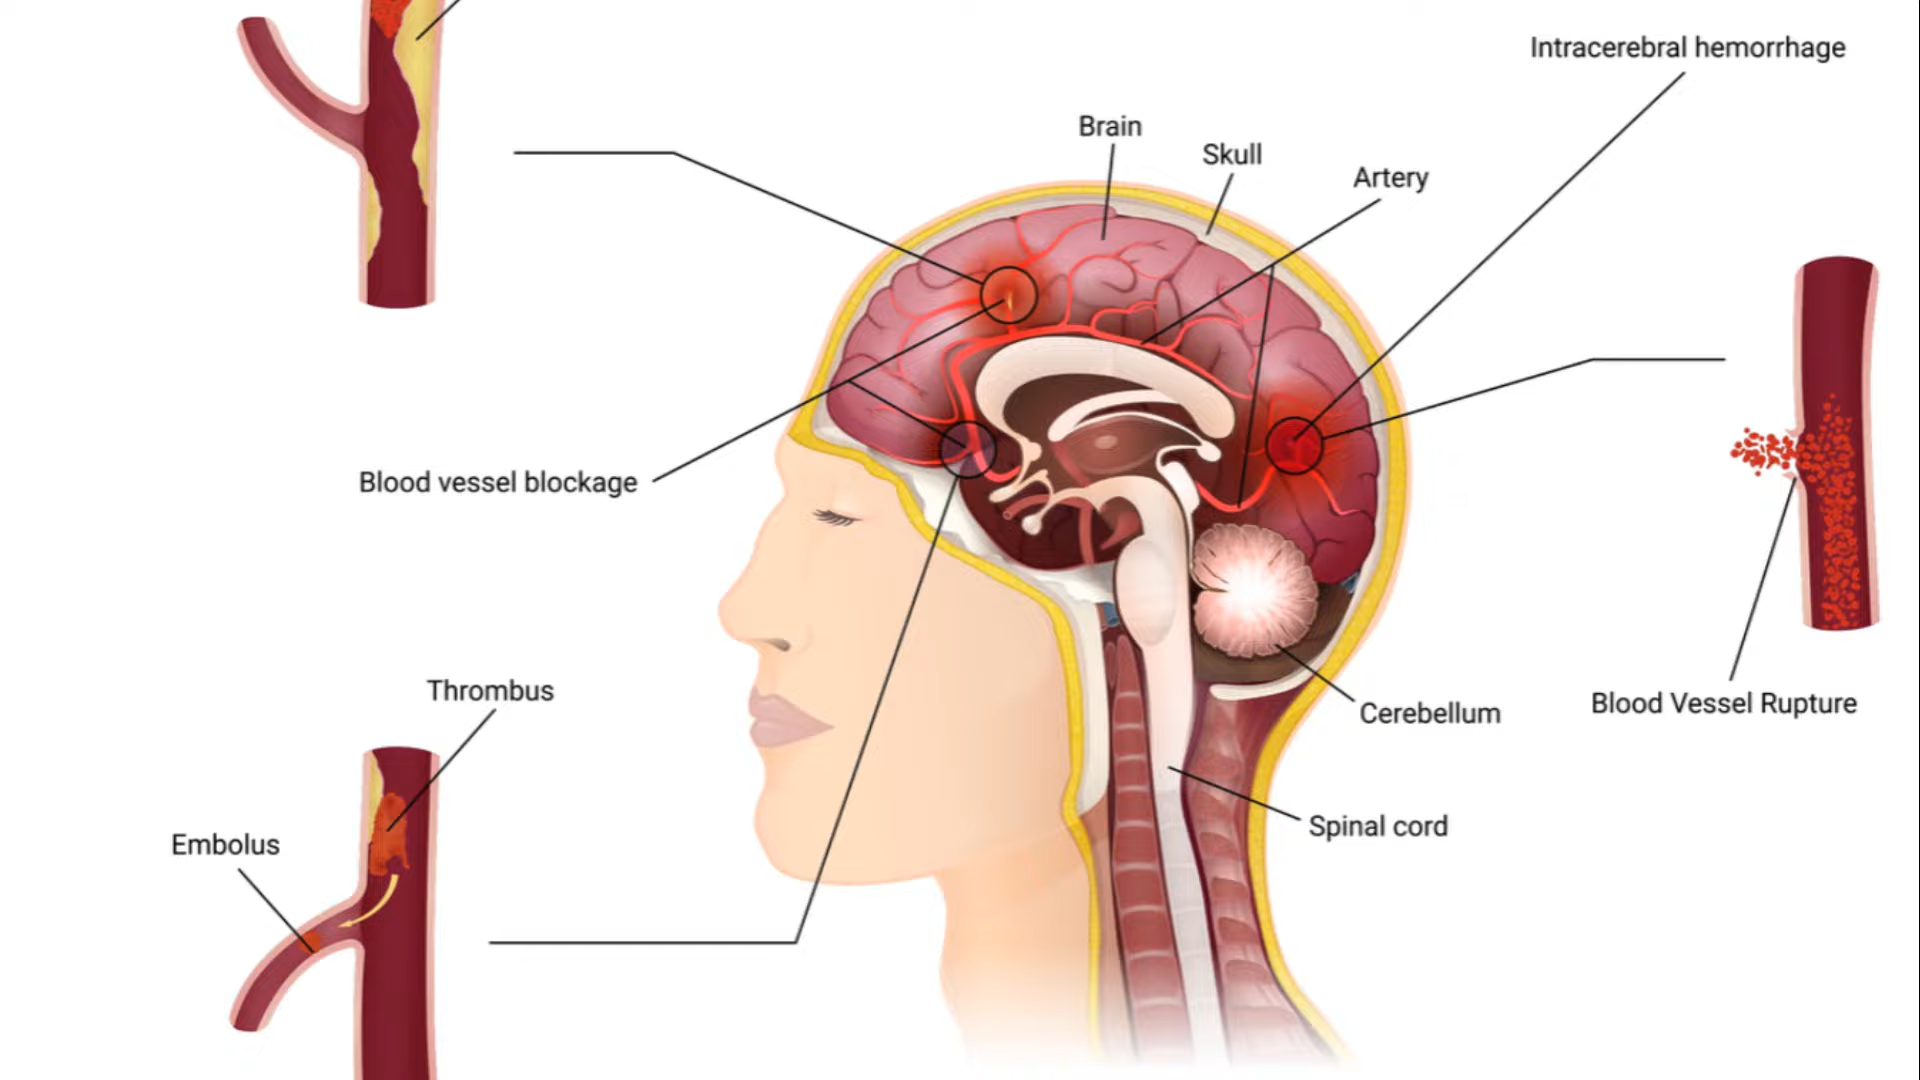 Intracerebral hemorrhage
Brain
Skull
Artery
Blood vessel blockage
Thrombus
Embolus
Cerebellum
Blood Vessel Rupture
Spinal cord